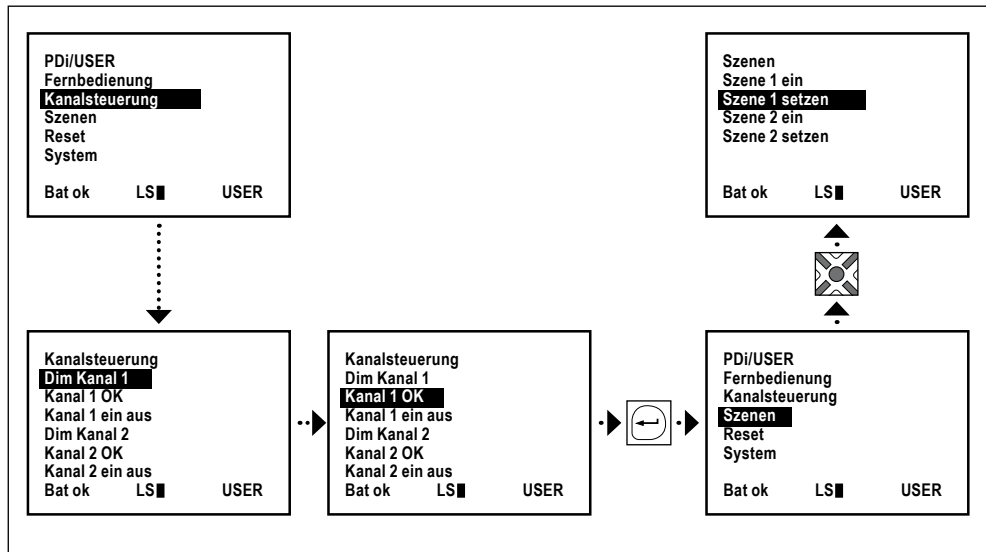 PDi/USER
Fernbedienung
Kanalsteuerung
Szenen
Reset
System
Bat ok LS USER
Kanalsteuerung
Dim Kanal 1
Kanal 1 OK
Kanal 1 ein aus
Dim Kanal 2
Kanal 2 OK
Kanal 2 ein aus
Bat ok LS USER
Kanalsteuerung
Dim Kanal 1
Kanal 1 OK
Kanal 1 ein aus
Dim Kanal 2
Kanal 2 OK
Kanal 2 ein aus
Bat ok LS USER
PDi/USER
Fernbedienung
Kanalsteuerung
Szenen
Reset
System
Bat ok LS USER
Szenen
Szene 1 ein
Szene 1 setzen
Szene 2 ein
Szene 2 setzen
Bat ok LS USER